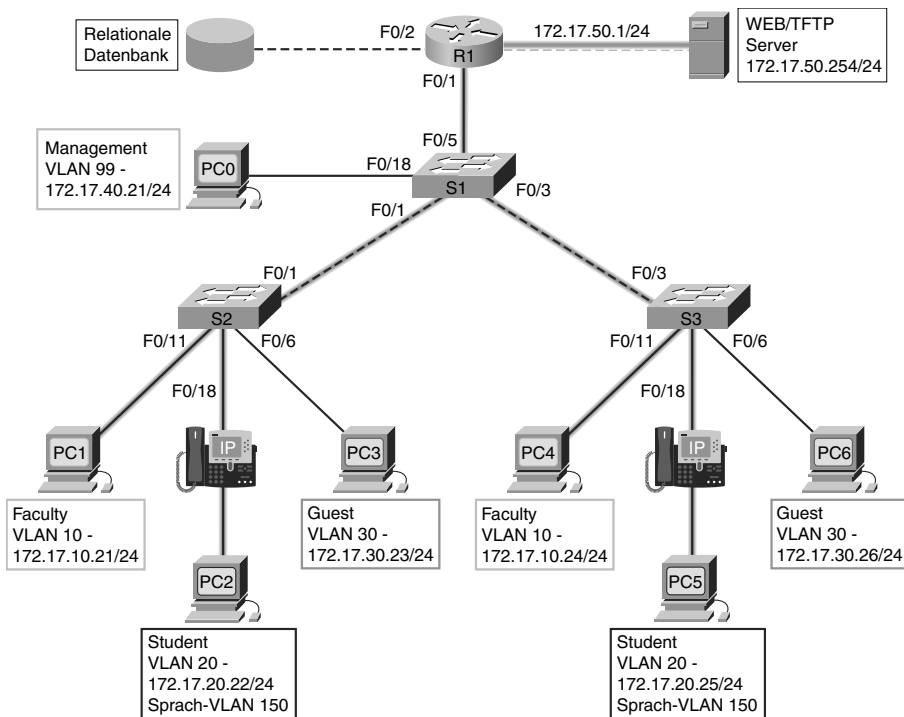 Relationale
Datenbank
F0/2
R1
172.17.50.1/24
WEB/TFTP
Server
172.17.50.254/24
F0/1
F0/5
Management
VLAN 99 -
172.17.40.21/24
PC0
F0/18
S1
F0/1
F0/3
F0/1
S2
F0/3
S3
F0/11
F0/18
F0/6
F0/11
F0/18
F0/6
PC1
IP
PC3
PC4
IP
PC6
Faculty
VLAN 10 -
172.17.10.21/24
Guest
VLAN 30 -
172.17.30.23/24
Faculty
VLAN 10 -
172.17.10.24/24
Guest
VLAN 30 -
172.17.30.26/24
PC2
Student
VLAN 20 -
172.17.20.22/24
Sprach-VLAN 150
PC5
Student
VLAN 20 -
172.17.20.25/24
Sprach-VLAN 150